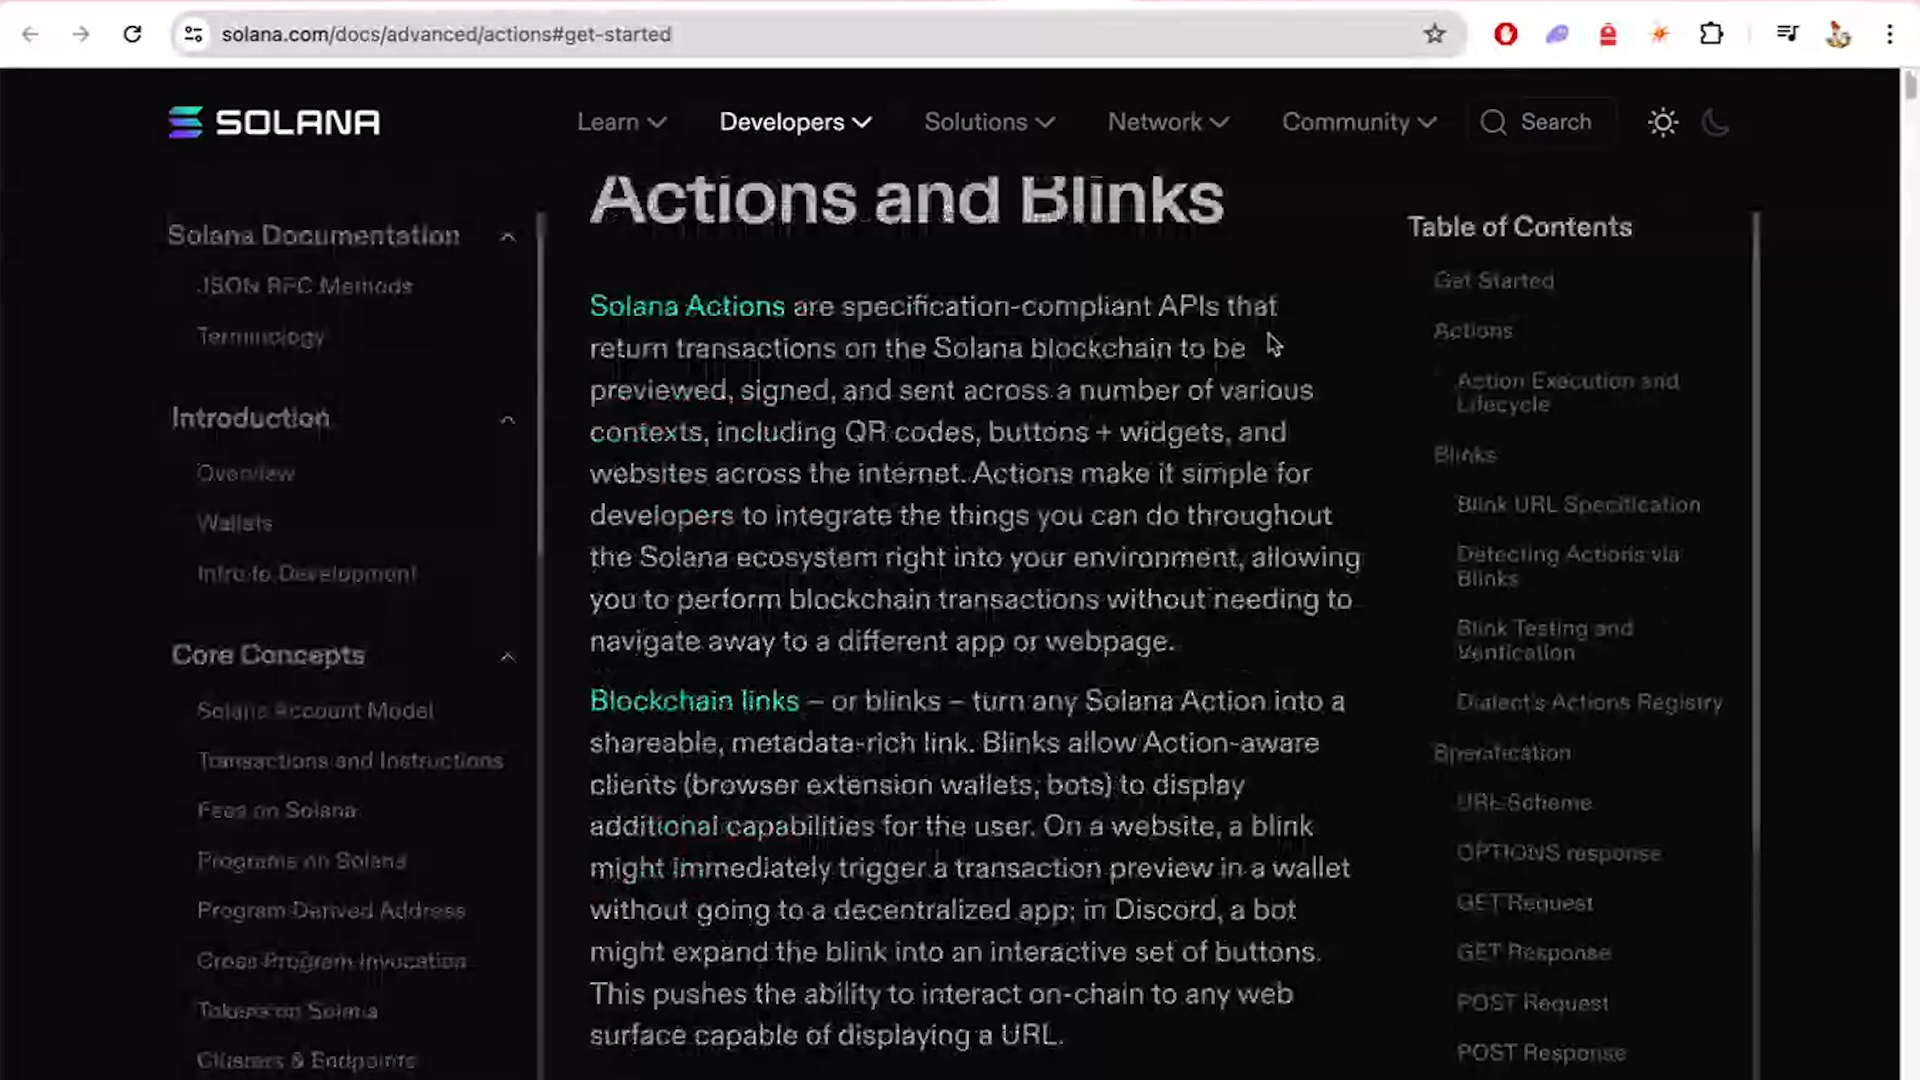 solana.com/docs/advanced/actions#get-started
SOLANA
Learn
Developers
Solutions
Network
Community
Search
Solana Documentation
JSON RPC Methods
Terminology
Introduction
Overview
Wallets
Intro to Development
Core Concepts
Solana Account Model
Transactions and Instructions
Fees on Solana
Programs on Solana
Program Derived Address
Cross Program Invocation
Tokens on Solana
Clusters & Endpoints
Actions and Blinks
Solana Actions are specification-compliant APIs that
return transactions on the Solana blockchain to be
previewed, signed, and sent across a number of various
contexts, including QR codes, buttons + widgets, and
websites across the internet. Actions make it simple for
developers to integrate the things you can do throughout
the Solana ecosystem right into your environment, allowing
you to perform blockchain transactions without needing to
navigate away to a different app or webpage.
Blockchain links – or blinks – turn any Solana Action into a
shareable, metadata-rich link. Blinks allow Action-aware
clients (browser extension wallets, bots) to display
additional capabilities for the user. On a website, a blink
might immediately trigger a transaction preview in a wallet
without going to a decentralized app; in Discord, a bot
might expand the blink into an interactive set of buttons.
This pushes the ability to interact on-chain to any web
surface capable of displaying a URL.
Table of Contents
Get Started
Actions
Action Execution and
Lifecycle
Blinks
Blink URL Specification
Detecting Actions via
Blinks
Blink Testing and
Verification
Dialect's Actions Registry
Specification
URL Scheme
OPTIONS response
GET Request
GET Response
POST Request
POST Response